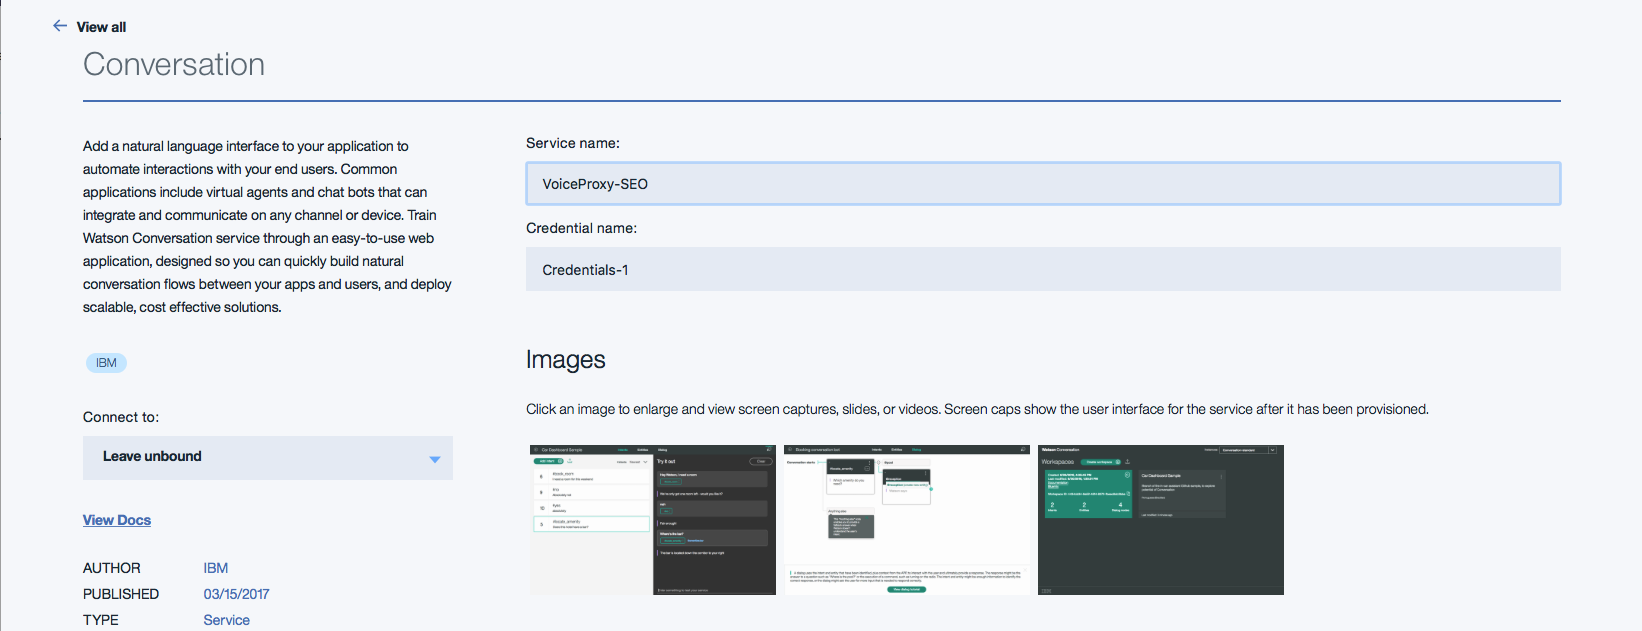 View all
Conversation
Add a natural language interface to your application to
automate interactions with your end users. Common
applications include virtual agents and chat bots that can
integrate and communicate on any channel or device. Train
Watson Conversation service through an easy-to-use web
application, designed so you can quickly build natural
conversation flows between your apps and users, and deploy
scalable, cost effective solutions.
IBM
Connect to:
Leave unbound
View Docs
AUTHOR IBM
PUBLISHED 03/15/2017
TYPE Service
Service name:
VoiceProxy-SEO
Credential name:
Credentials-1
Images
Click an image to enlarge and view screen captures, slides, or videos. Screen caps show the user interface for the service after it has been provisioned.
Try it out
Watson Conversation
Workspaces